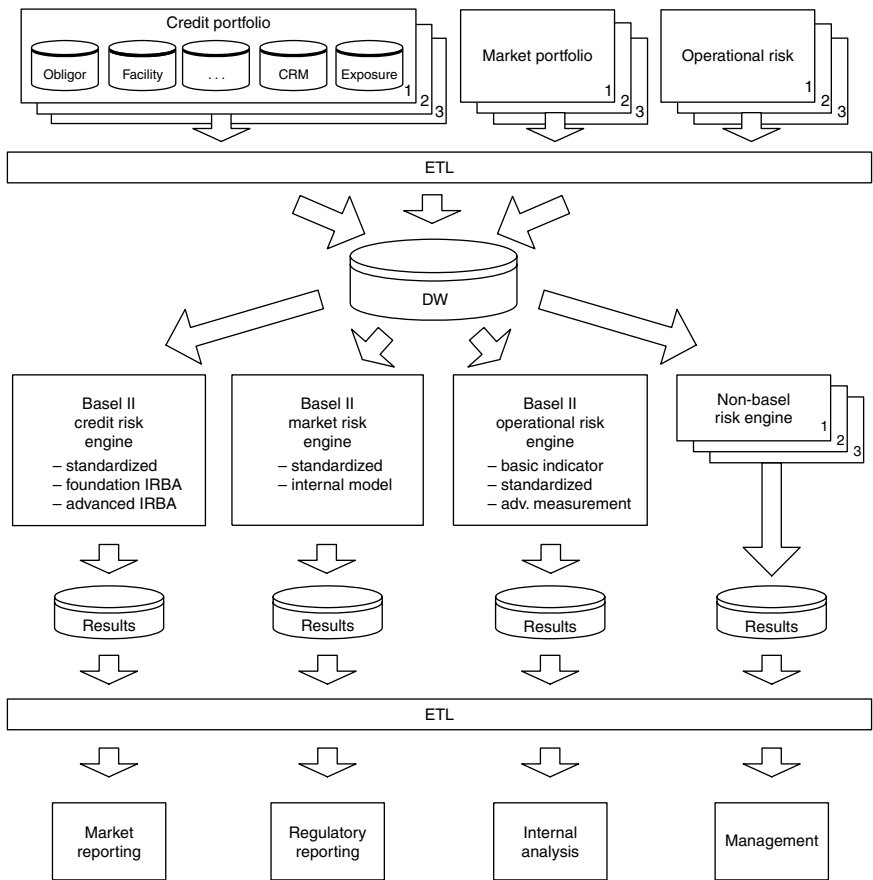 Credit portfolio
Obligor
Facility
. . .
CRM
Exposure
1
2
3
Market portfolio
1
2
3
Operational risk
1
2
3
ETL
DW
Basel II
credit risk
engine
– standardized
– foundation IRBA
– advanced IRBA
Basel II
market risk
engine
– standardized
– internal model
Basel II
operational risk
engine
– basic indicator
– standardized
– adv. measurement
Non-basel
risk engine
1
2
3
Results
Results
Results
Results
ETL
Market
reporting
Regulatory
reporting
Internal
analysis
Management